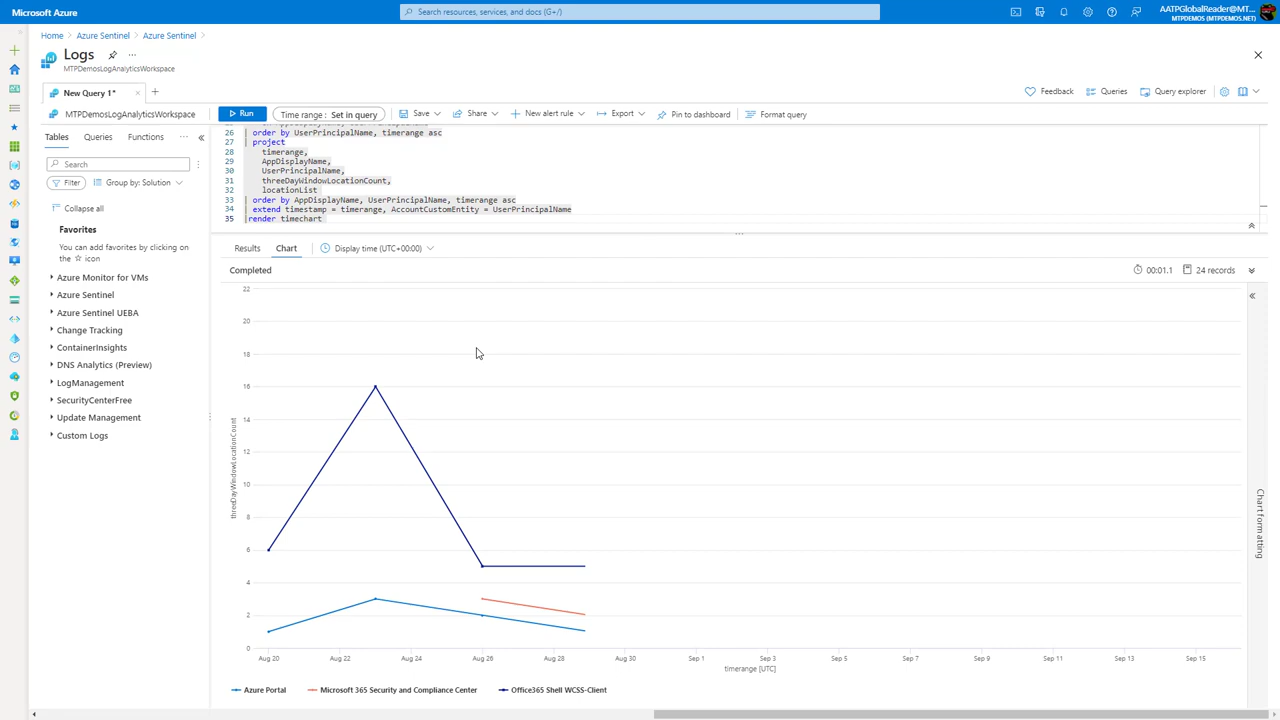 Microsoft Azure
Search resources, services, and docs (G+/)
AATPGlobalReader@MT...
MTPDEMOS (MTPDEMOS.NET)
Home
Azure Sentinel
Azure Sentinel
Logs
...
MTPDemosLogAnalyticsWorkspace
New Query 1*
Feedback
Queries
Query explorer
MTPDemosLogAnalyticsWorkspace
Run
Time range : Set in query
Save
Share
New alert rule
Export
Pin to dashboard
Format query
Tables
Queries
Functions
...
Search
Filter
Group by: Solution
Collapse all
Favorites
You can add favorites by clicking on
the ☆ icon
Azure Monitor for VMs
Azure Sentinel
Azure Sentinel UEBA
Change Tracking
ContainerInsights
DNS Analytics (Preview)
LogManagement
SecurityCenterFree
Update Management
Custom Logs
26 | order by UserPrincipalName, timerange asc
27 | project
28 timerange,
29 AppDisplayName,
30 UserPrincipalName,
31 threeDayWindowLocationCount,
32 locationList
33 | order by AppDisplayName, UserPrincipalName, timerange asc
34 | extend timestamp = timerange, AccountCustomEntity = UserPrincipalName
35 |render timechart
Results
Chart
Display time (UTC+00:00)
Completed
00:01.1
24 records
22
20
18
16
14
12
10
8
6
4
2
0
threeDayWindowLocationCount
Aug 20
Aug 22
Aug 24
Aug 26
Aug 28
Aug 30
Sep 1
Sep 3
Sep 5
Sep 7
Sep 9
Sep 11
Sep 13
Sep 15
timerange [UTC]
Azure Portal
Microsoft 365 Security and Compliance Center
Office365 Shell WCSS-Client
Chart formatting